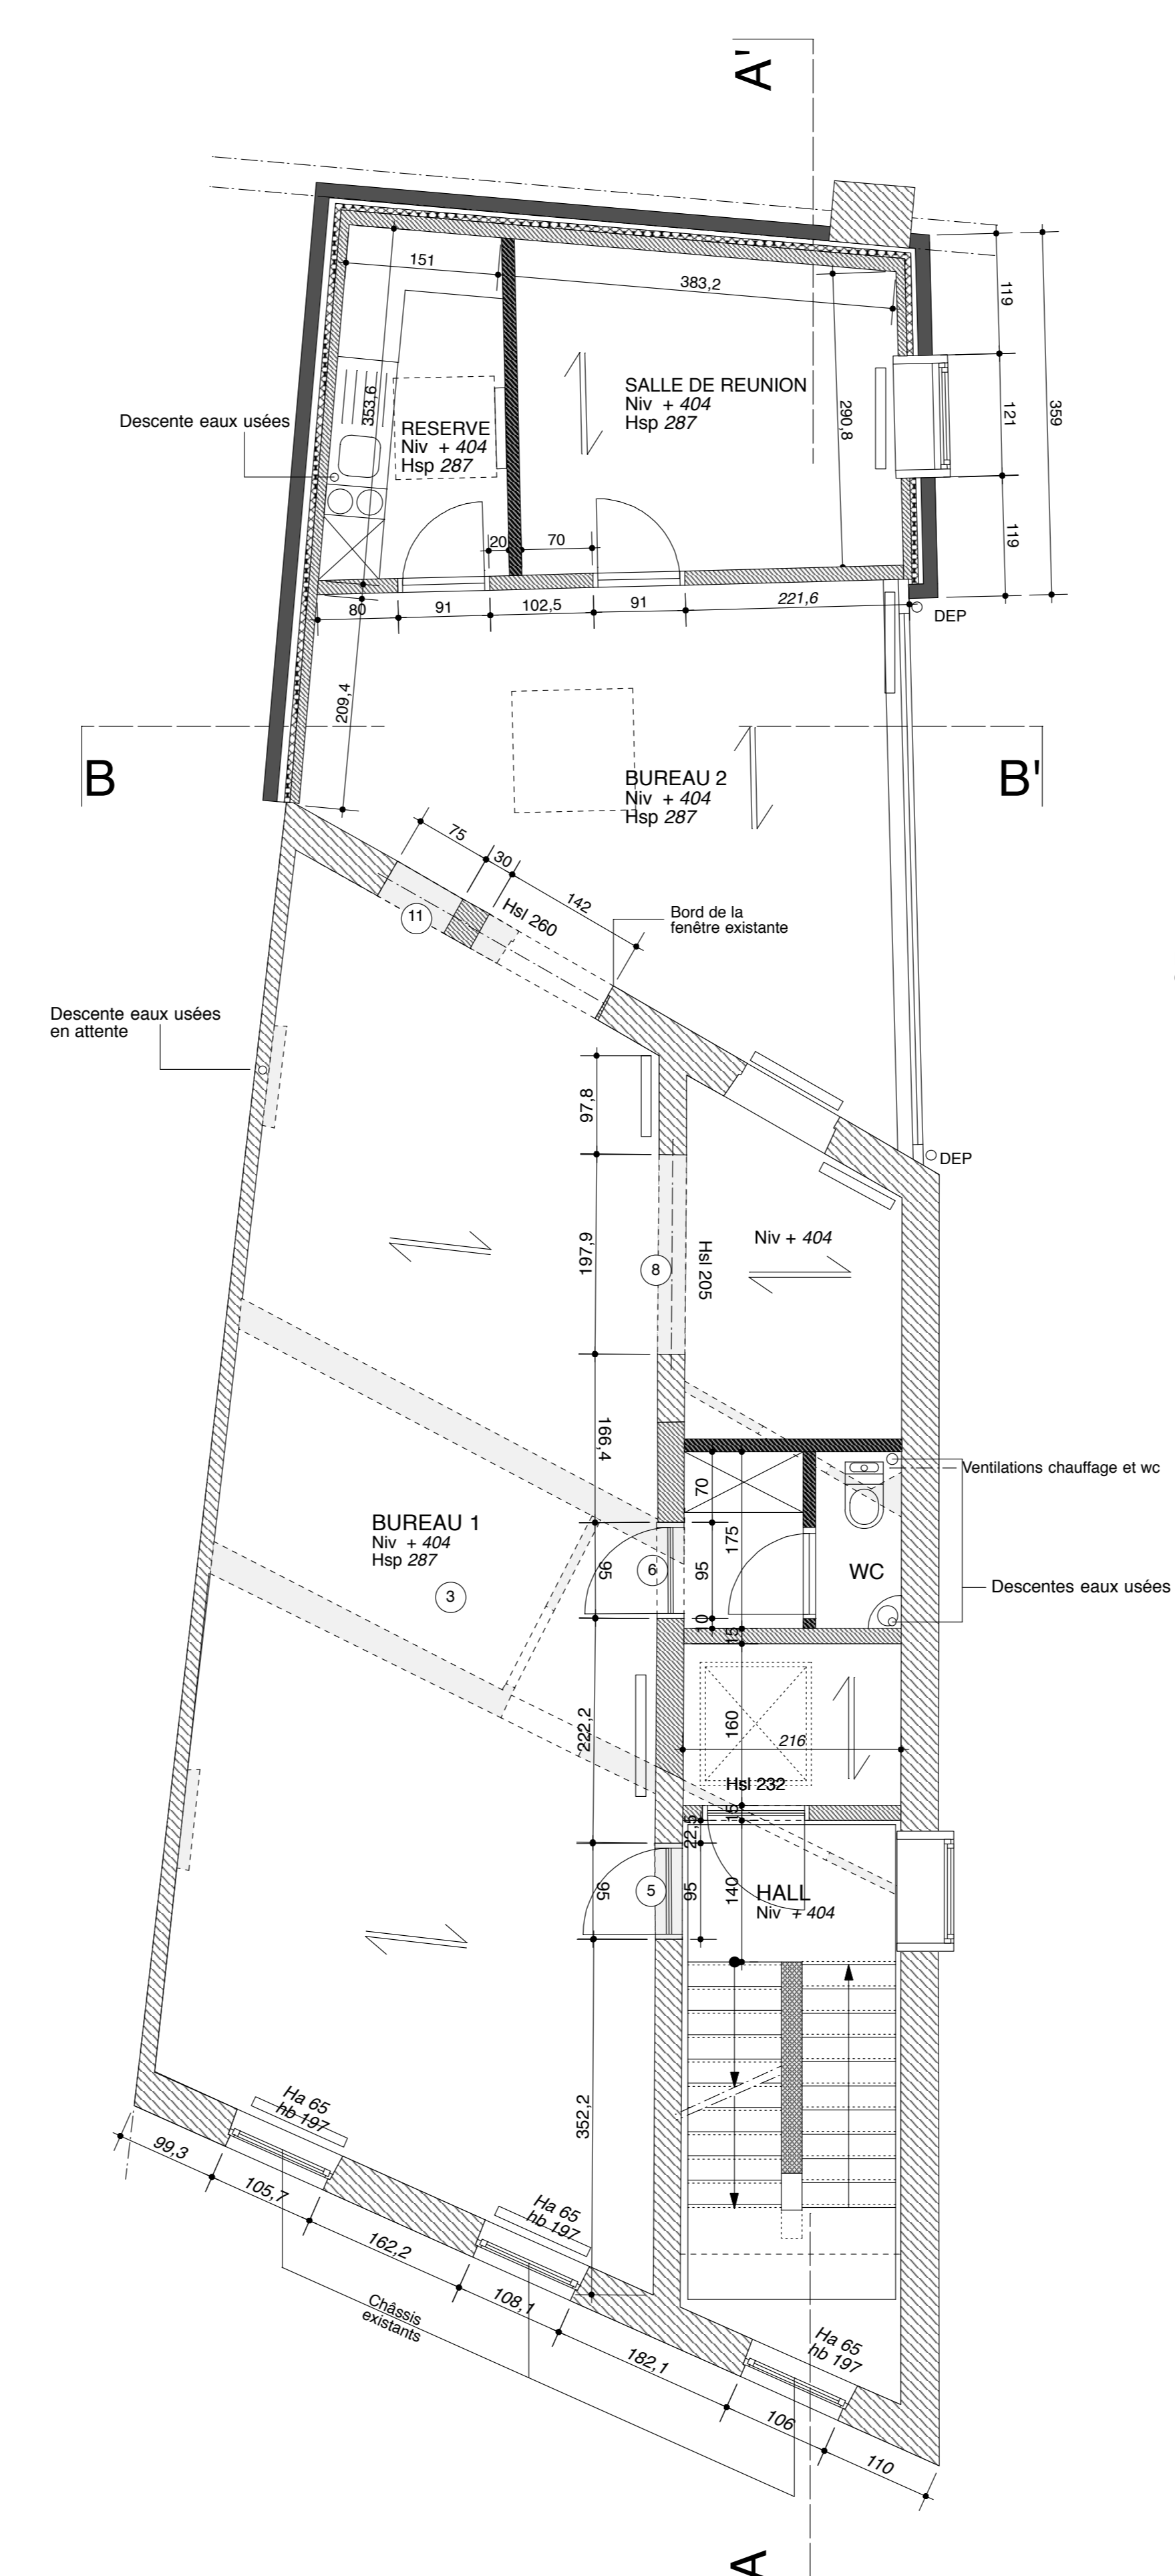 A'
151
383,2
119
353,6
SALLE DE REUNION
Niv + 404
Hsp 287
290,8
121
359
Descente eaux usées
RESERVE
Niv + 404
Hsp 287
20
70
119
80
91
102,5
91
221,6
DEP
209,4
B
BUREAU 2
Niv + 404
Hsp 287
B'
75
30
142
Hsl 260
11
Bord de la
fenêtre existante
Descente eaux usées
en attente
97,8
DEP
197,9
8
Hsl 205
Niv + 404
166,4
70
175
Ventilations chauffage et wc
BUREAU 1
Niv + 404
Hsp 287
3
95
6
95
WC
Descentes eaux usées
10
15
222,2
160
216
Hsl 232
15
22,5
95
5
95
140
HALL
Niv + 404
352,2
Ha 65
hb 197
99,3
105,7
162,2
Ha 65
hb 197
108,1
Châssis
existants
182,1
Ha 65
hb 197
106
110
A